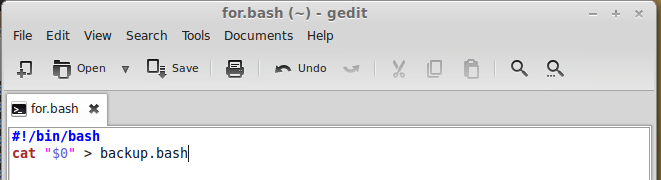 for.bash (~) - gedit
File Edit View Search Tools Documents Help
Open Save Undo
for.bash
#!/bin/bash
cat "$0" > backup.bash